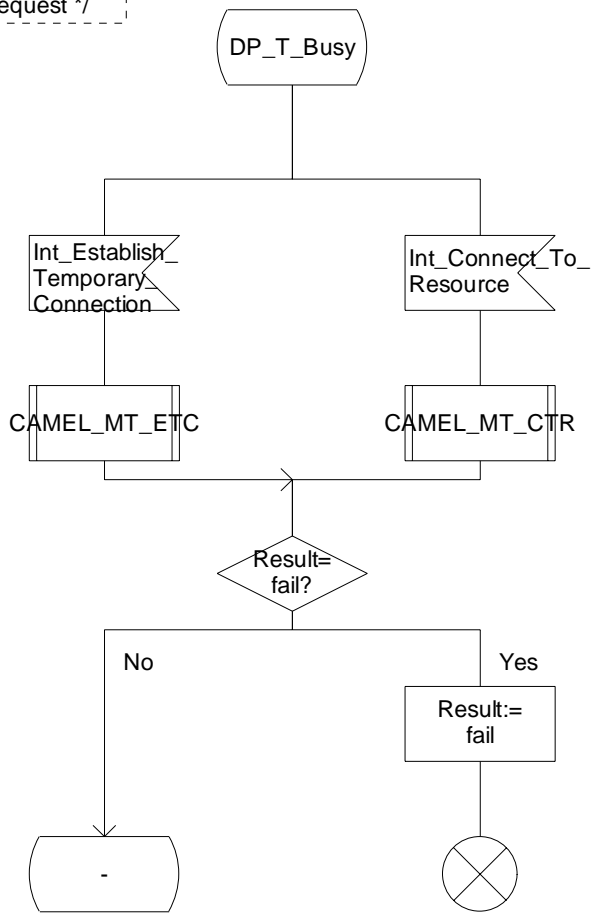 equest */
DP_T_Busy
Int_Establish_
Temporary_
Connection
Int_Connect_To_
Resource
CAMEL_MT_ETC
CAMEL_MT_CTR
Result=
fail?
No
Yes
Result:=
fail
-